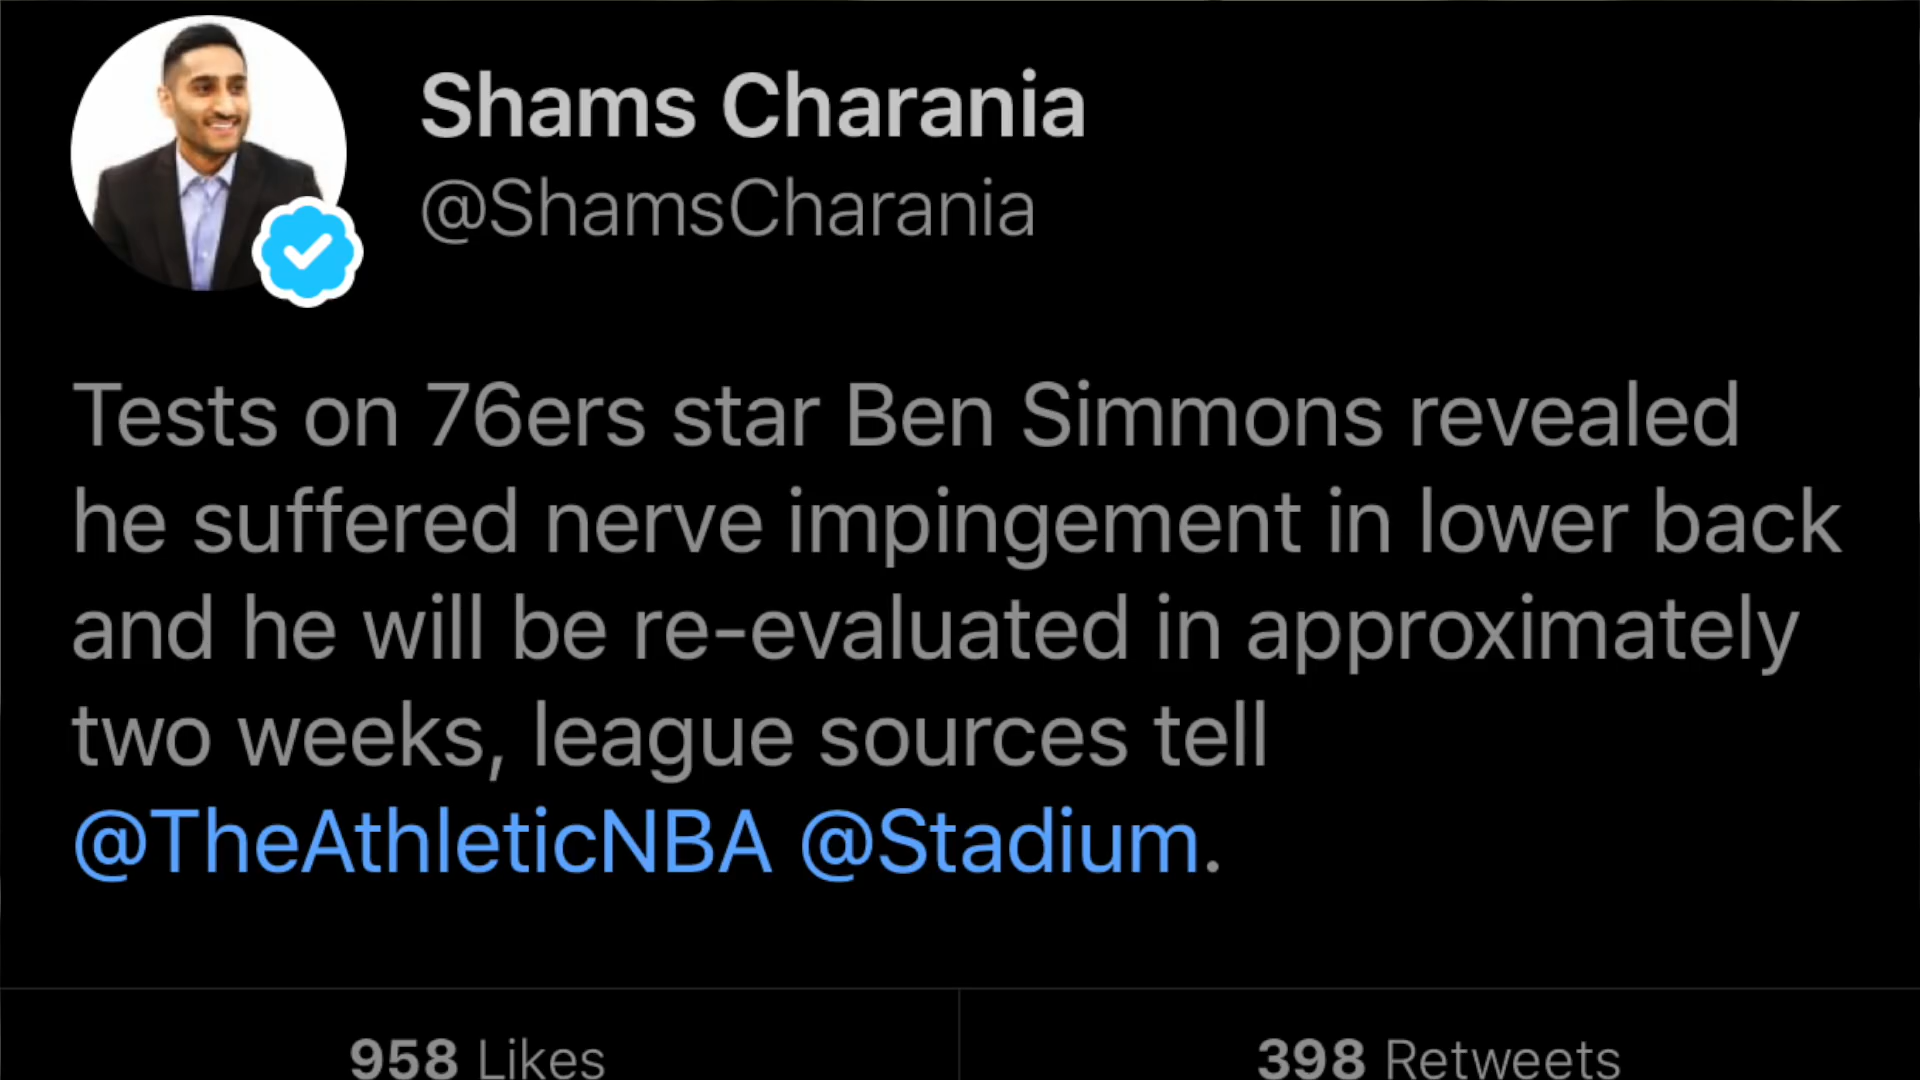 Shams Charania
@ShamsCharania
Tests on 76ers star Ben Simmons revealed
he suffered nerve impingement in lower back
and he will be re-evaluated in approximately
two weeks, league sources tell
@TheAthleticNBA @Stadium.
958 Likes
398 Retweets